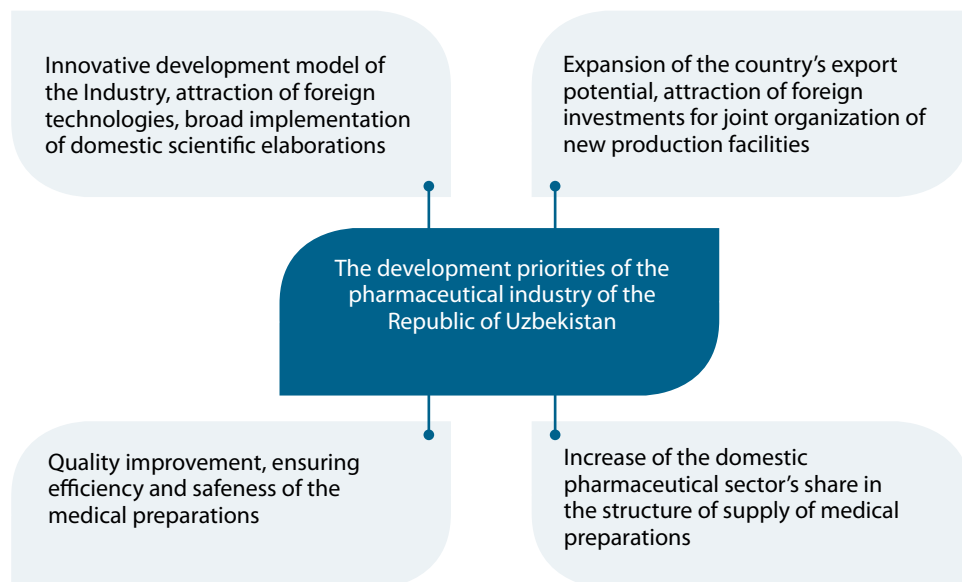 Innovative development model of
the Industry, attraction of foreign
technologies, broad implementation
of domestic scientific elaborations
Expansion of the country's export
potential, attraction of foreign
investments for joint organization of
new production facilities
The development priorities of the
pharmaceutical industry of the
Republic of Uzbekistan
Quality improvement, ensuring
efficiency and safeness of the
medical preparations
Increase of the domestic
pharmaceutical sector's share in
the structure of supply of medical
preparations